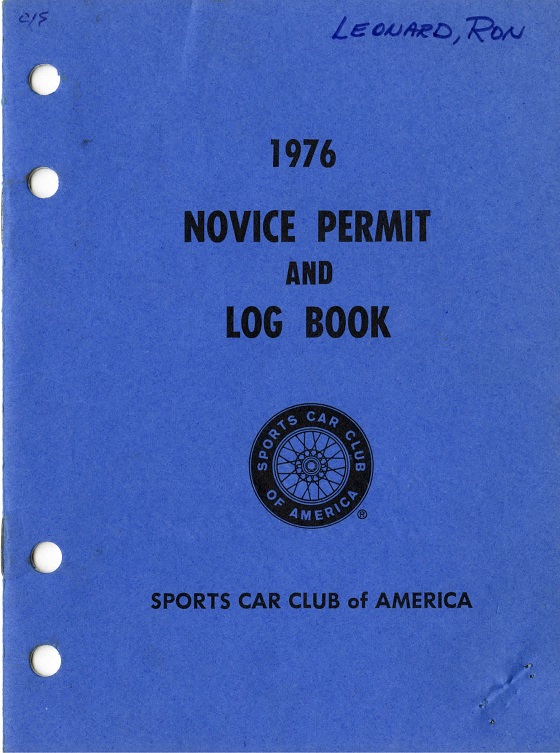 LEONARD, RON
1976
NOVICE PERMIT
AND
LOG BOOK
SPORTS CAR CLUB
OF AMERICA
®
SPORTS CAR CLUB of AMERICA